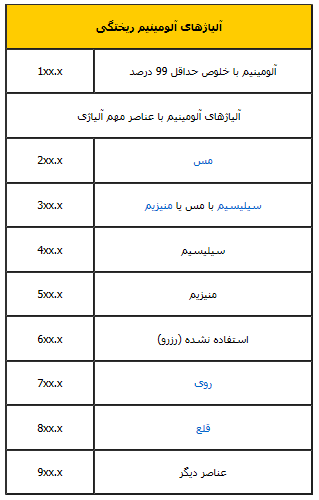 آلیاژهای آلومینیم ریختگی
آلومینیم با خلوص حداقل 99 درصد 1xx.x
آلیاژهای آلومینیم با عناصر مهم آلیاژی
مس 2xx.x
سیلیسیم با مس یا منیزیم 3xx.x
سیلیسیم 4xx.x
منیزیم 5xx.x
استفاده نشده (رزرو) 6xx.x
روی 7xx.x
قلع 8xx.x
عناصر دیگر 9xx.x